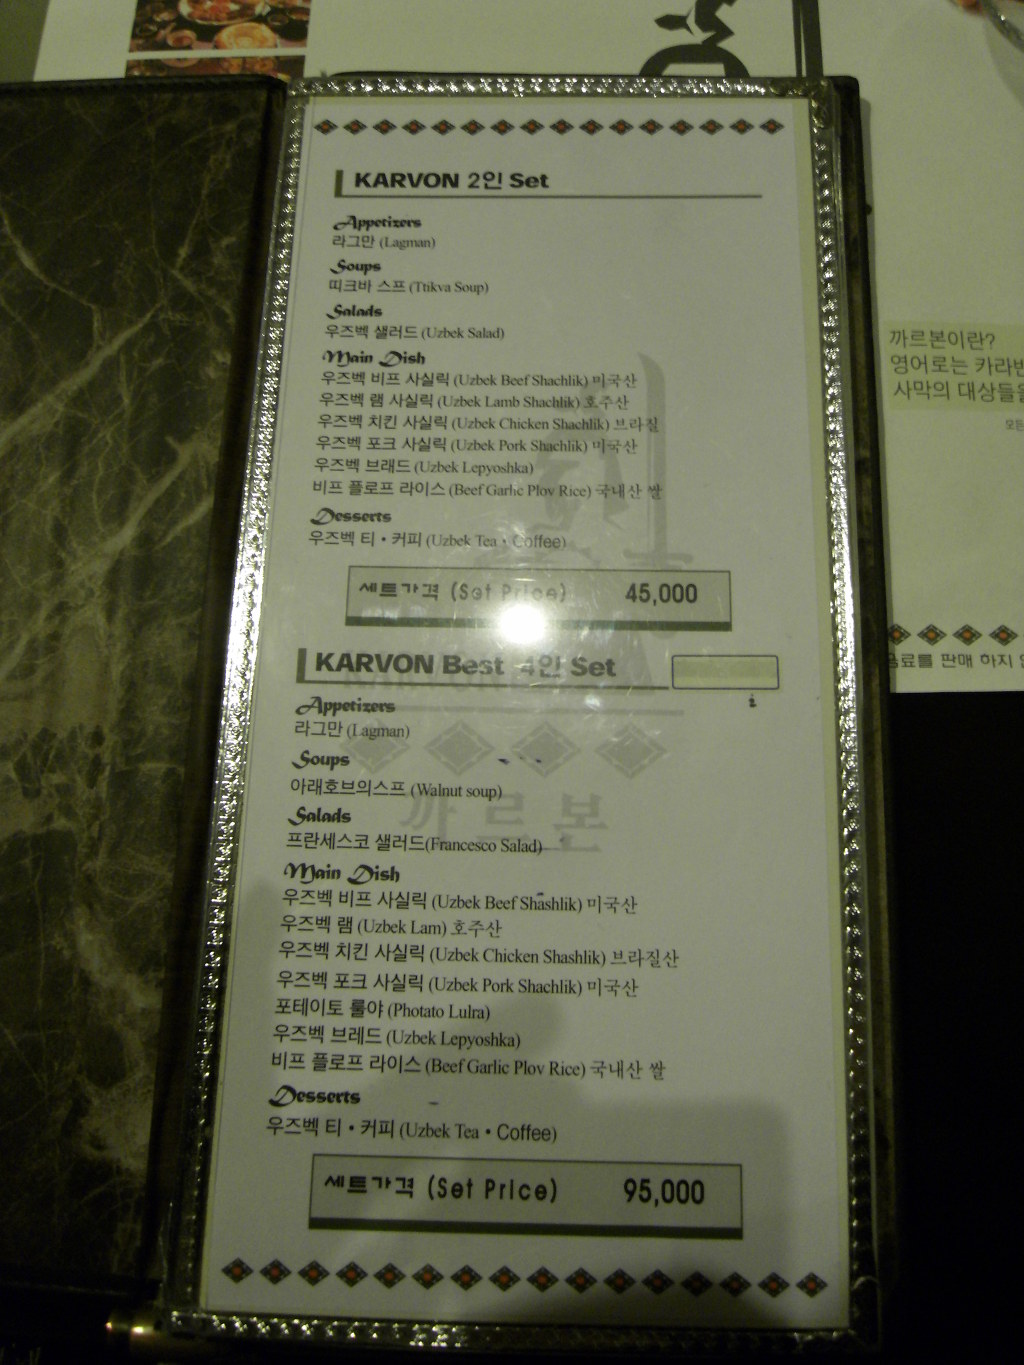 KARVON 2인 Set
Appetizers
라그만 (Lagman)
Soups
띠크바 스프 (Ttikva Soup)
Salads
우즈벡 샐러드 (Uzbek Salad)
Main Dish
우즈벡 비프 사실릭 (Uzbek Beef Shachlik) 미국산
우즈벡 램 사실릭 (Uzbek Lamb Shachlik) 호주산
우즈벡 치킨 사실릭 (Uzbek Chicken Shachlik) 브라질
우즈벡 포크 사실릭 (Uzbek Pork Shachlik) 미국산
우즈벡 브래드 (Uzbek Lepyoshka)
비프 플로프 라이스 (Beef Garlic Plov Rice) 국내산 쌀
Desserts
우즈벡 티 • 커피 (Uzbek Tea • Coffee)
세트가격 (Set Price) 45,000
KARVON Best 4인 Set
Appetizers
라그만 (Lagman)
Soups
아래호브의스프 (Walnut soup)
Salads
프란세스코 샐러드(Francesco Salad)
Main Dish
우즈벡 비프 사실릭 (Uzbek Beef Shashlik) 미국산
우즈벡 램 (Uzbek Lam) 호주산
우즈벡 치킨 사실릭 (Uzbek Chicken Shashlik) 브라질산
우즈벡 포크 사실릭 (Uzbek Pork Shachlik) 미국산
포테이토 룰야 (Photato Lulra)
우즈벡 브레드 (Uzbek Lepyoshka)
비프 플로프 라이스 (Beef Garlic Plov Rice) 국내산 쌀
Desserts
우즈벡 티 • 커피 (Uzbek Tea • Coffee)
세트가격 (Set Price) 95,000
까르본
까르본이란?
영어로는 카라반
사막의 대상들을
모든
음료를 판매 하지